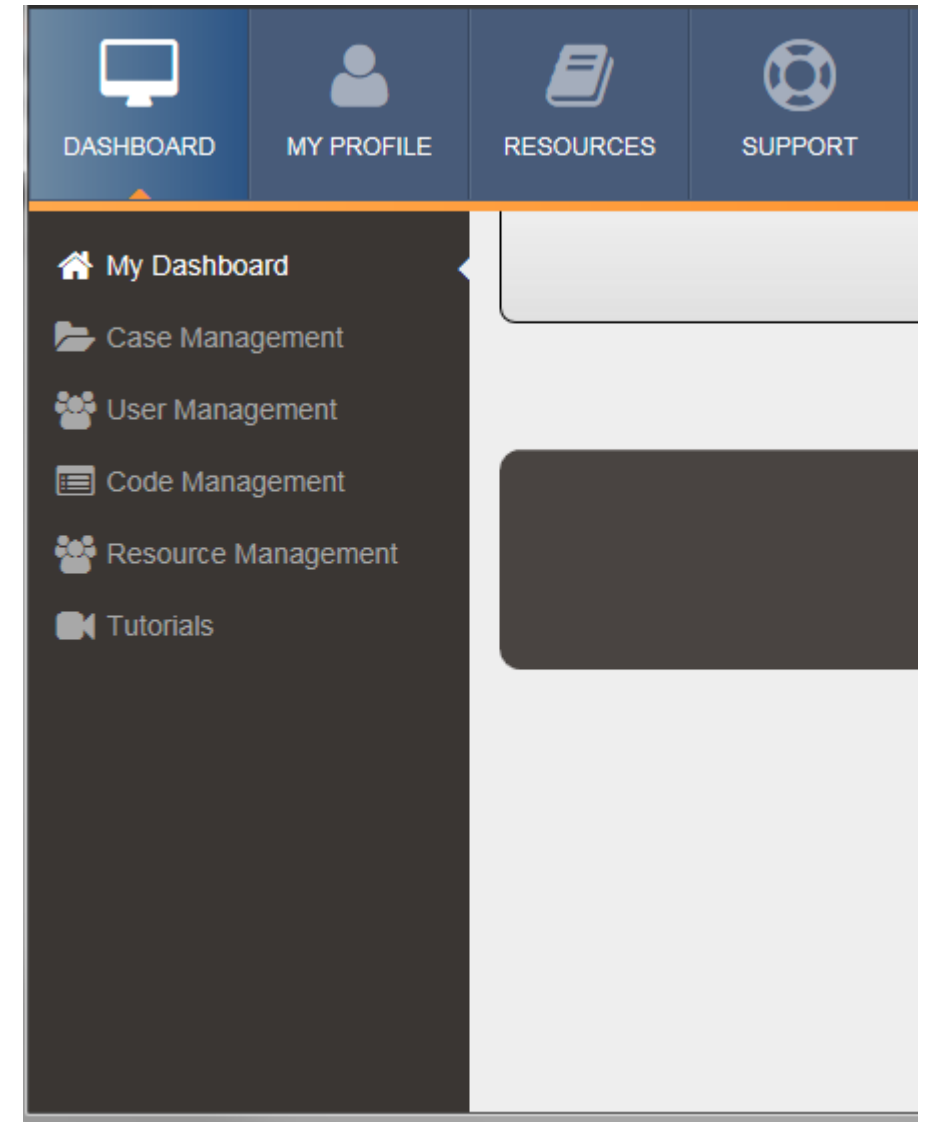 DASHBOARD MY PROFILE RESOURCES SUPPORT
My Dashboard
Case Management
User Management
Code Management
Resource Management
Tutorials